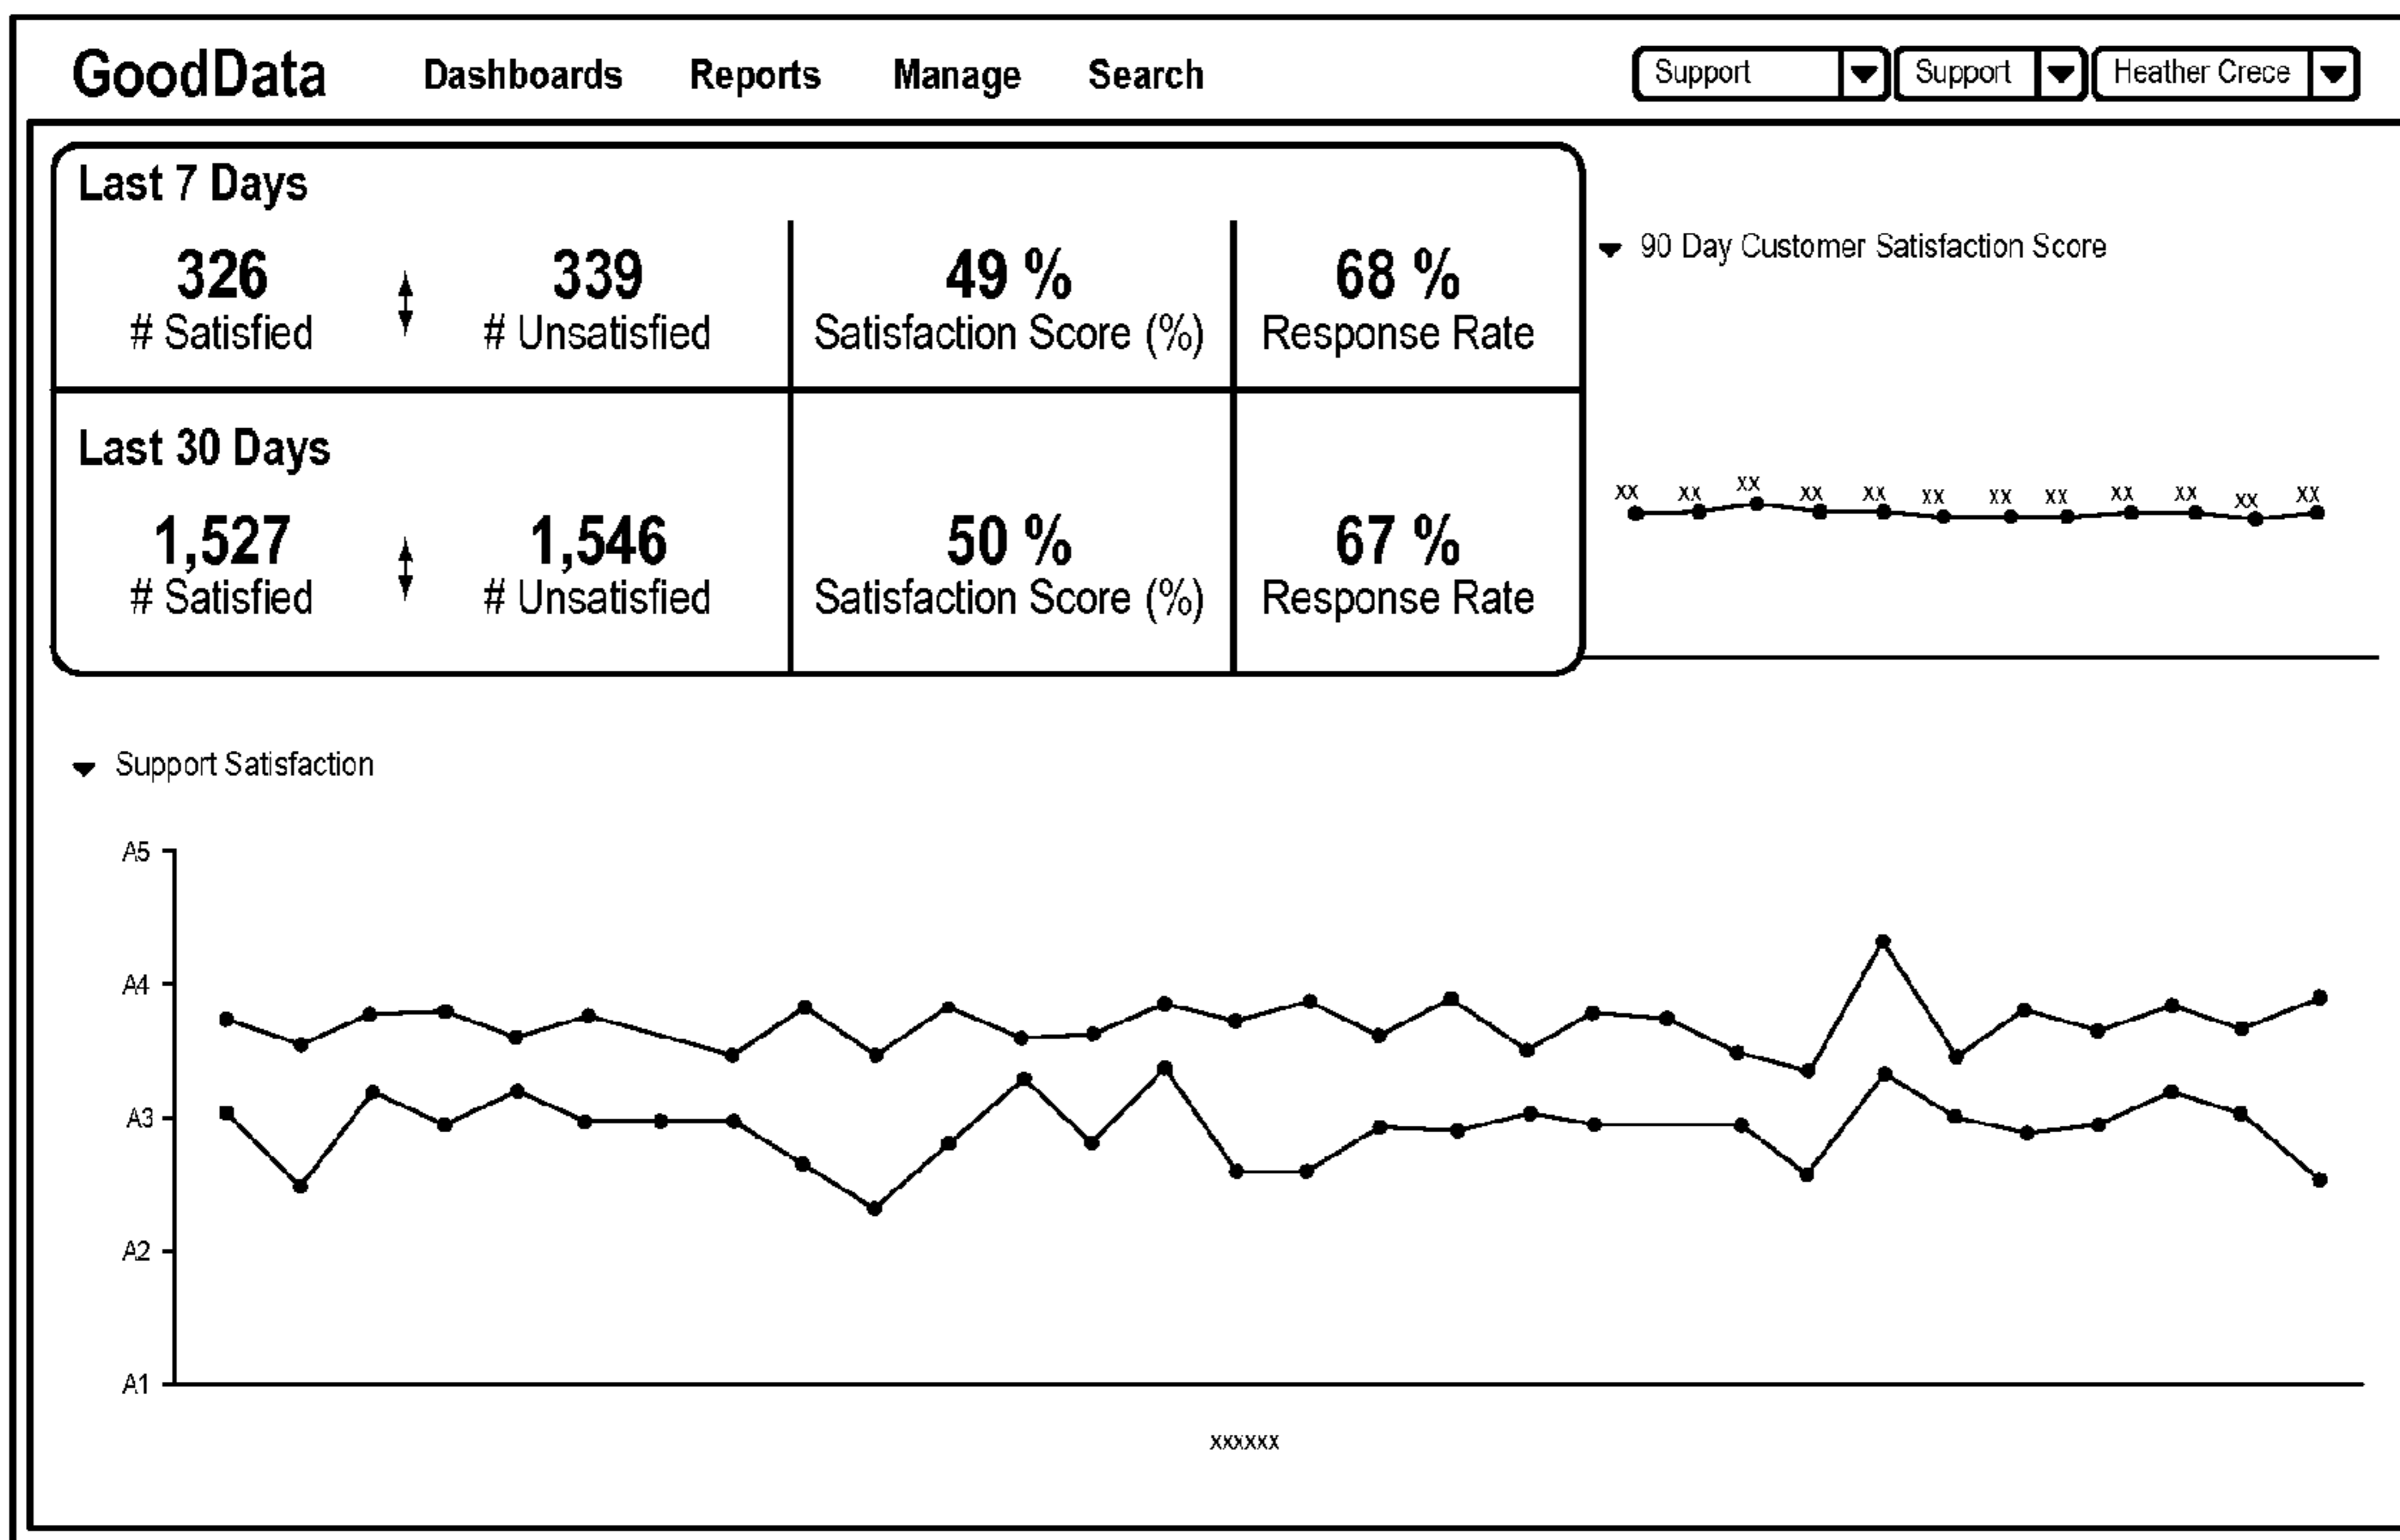 GoodData Dashboards Reports Manage Search Support Support Heather Crece
Last 7 Days
326 339 49 % 68 %
# Satisfied # Unsatisfied Satisfaction Score (%) Response Rate
Last 30 Days
1,527 1,546 50 % 67 %
# Satisfied # Unsatisfied Satisfaction Score (%) Response Rate
90 Day Customer Satisfaction Score
xx xx xx xx xx xx xx xx xx xx xx xx
Support Satisfaction
A5
A4
A3
A2
A1
xxxxxx